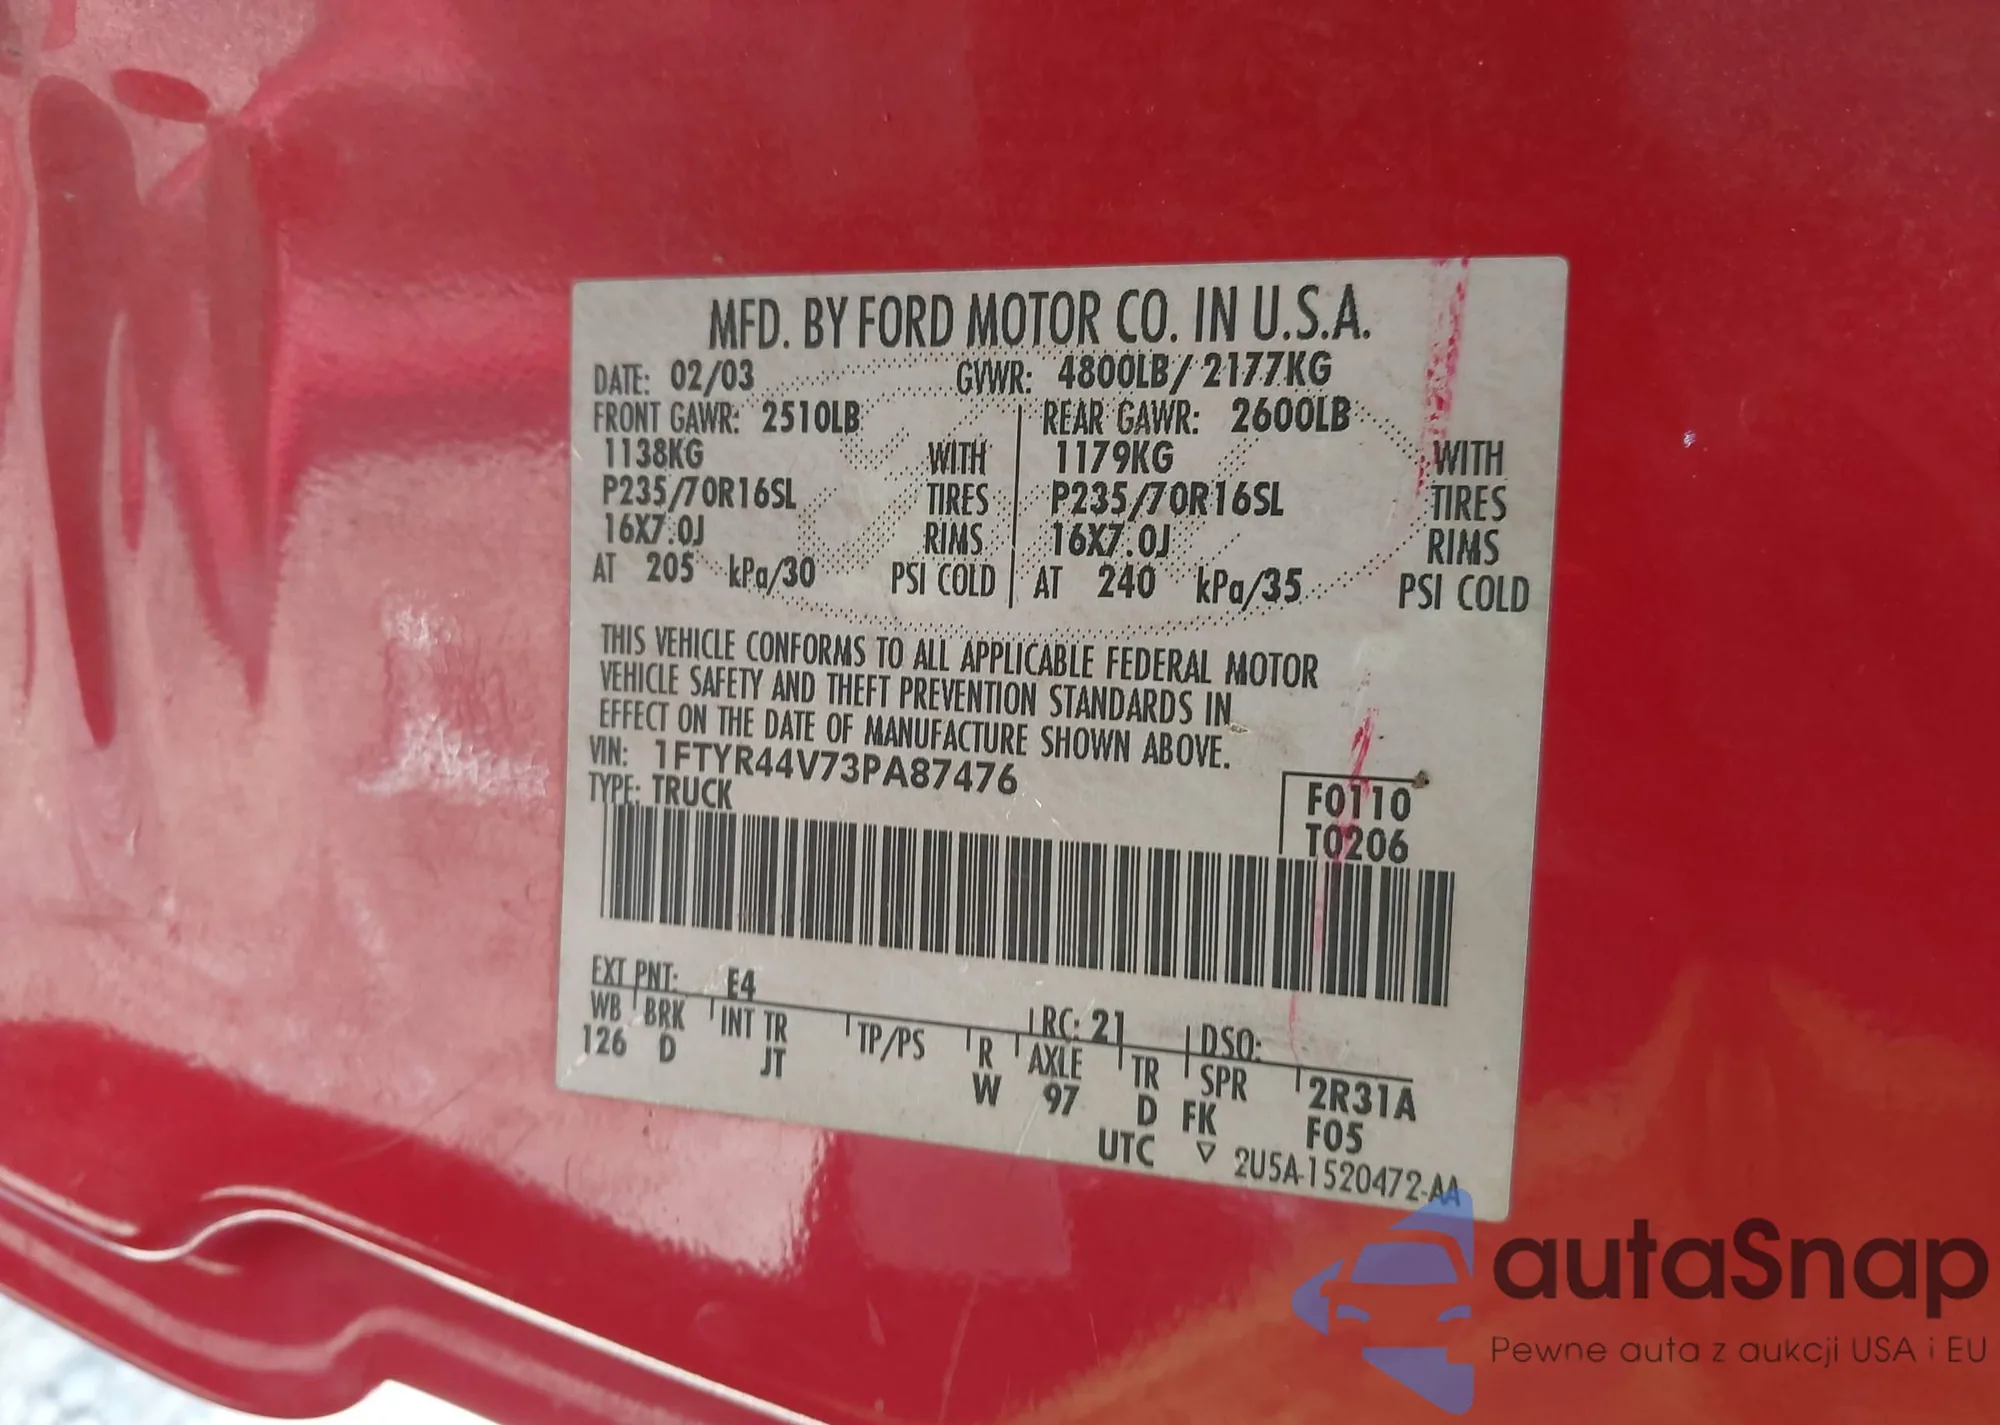 MFD. BY FORD MOTOR CO. IN U.S.A.
DATE: 02/03 GVWR: 4800LB/ 2177KG
FRONT GAWR: 2510LB REAR GAWR: 2600LB
1138KG WITH 1179KG WITH
P235/70R16SL TIRES P235/70R16SL TIRES
16X7.0J RIMS 16X7.0J RIMS
AT 205 kPa/30 PSI COLD AT 240 kPa/35 PSI COLD
THIS VEHICLE CONFORMS TO ALL APPLICABLE FEDERAL MOTOR
VEHICLE SAFETY AND THEFT PREVENTION STANDARDS IN
EFFECT ON THE DATE OF MANUFACTURE SHOWN ABOVE.
VIN: 1FTYR44V73PA87476
TYPE: TRUCK
F0110
T0206
EXT PNT: E4 RC: 21 DSO:
WB BRK INT TR TP/PS R AXLE TR SPR 2R31A
126 D JT W 97 D FK F05
UTC ▽ 2U5A-1520472-AA
autaSnap
Pewne auta z aukcji USA i EU